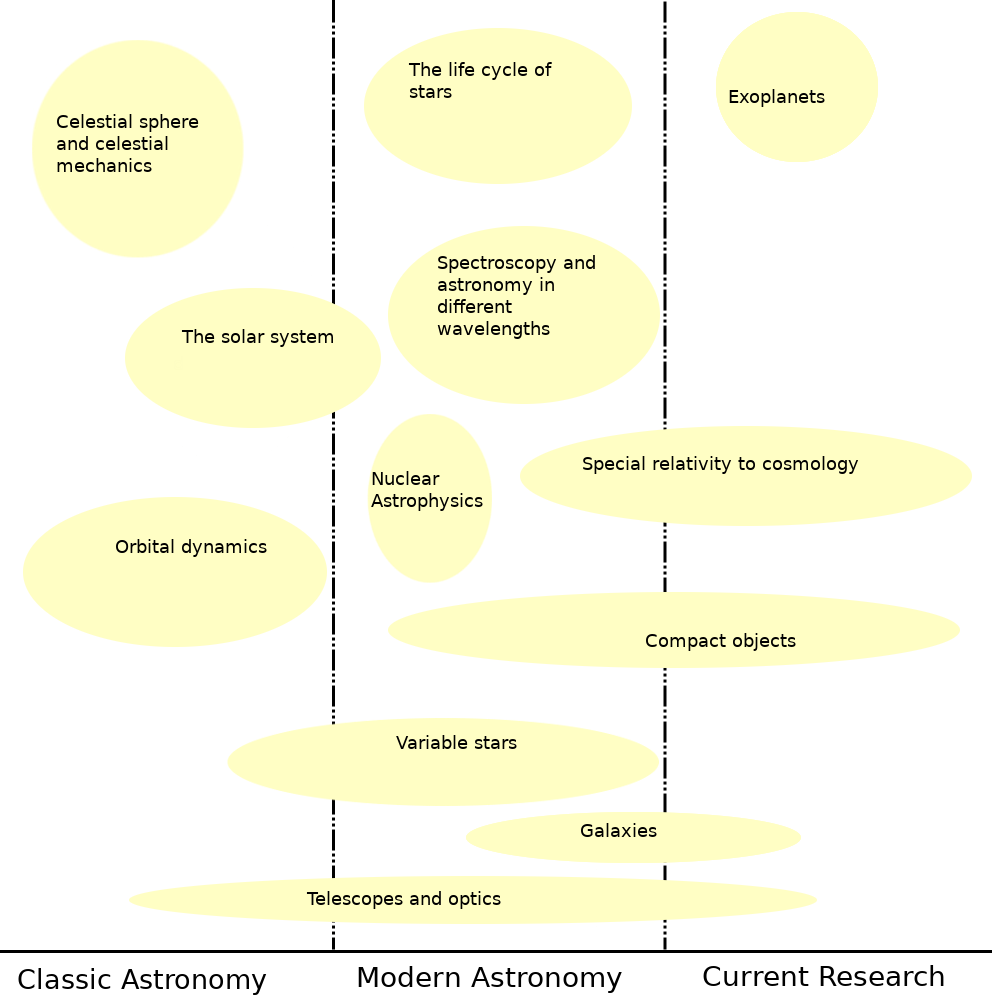 The life cycle of
stars
Exoplanets
Celestial sphere
and celestial
mechanics
Spectroscopy and
astronomy in
different
wavelengths
The solar system
Special relativity to cosmology
Nuclear
Astrophysics
Orbital dynamics
Compact objects
Variable stars
Galaxies
Telescopes and optics
Classic Astronomy
Modern Astronomy
Current Research